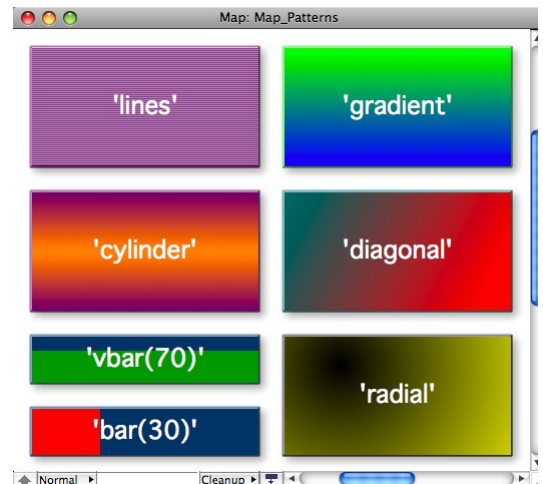 Map: Map_Patterns
'lines'
'gradient'
'cylinder'
'diagonal'
'vbar(70)'
'radial'
'bar(30)'
Normal
Cleanup